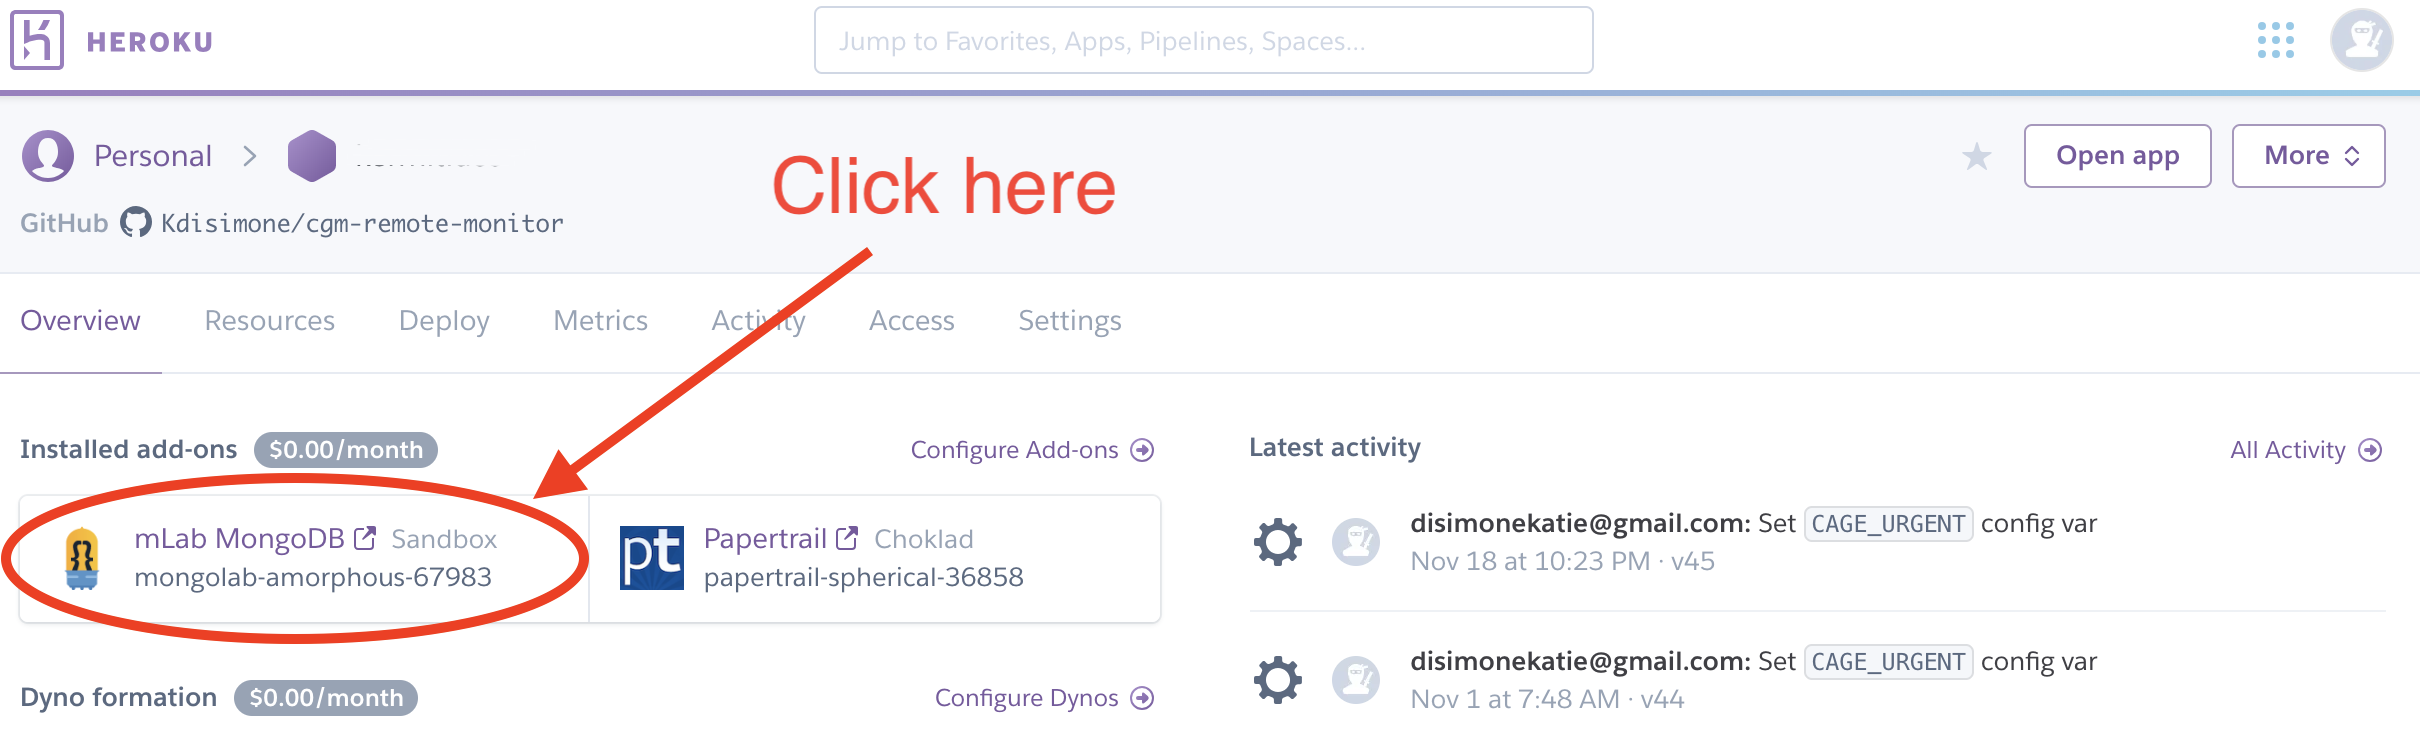 HEROKU
Jump to Favorites, Apps, Pipelines, Spaces...
Personal
Open app
More
Click here
GitHub Kdisimone/cgm-remote-monitor
Overview Resources Deploy Metrics Activity Access Settings
Installed add-ons $0.00/month Configure Add-ons
mLab MongoDB Sandbox
mongolab-amorphous-67983
pt
Papertrail Choklad
papertrail-spherical-36858
Dyno formation $0.00/month Configure Dynos
Latest activity All Activity
disimonekatie@gmail.com: Set CAGE_URGENT config var
Nov 18 at 10:23 PM · v45
disimonekatie@gmail.com: Set CAGE_URGENT config var
Nov 1 at 7:48 AM · v44